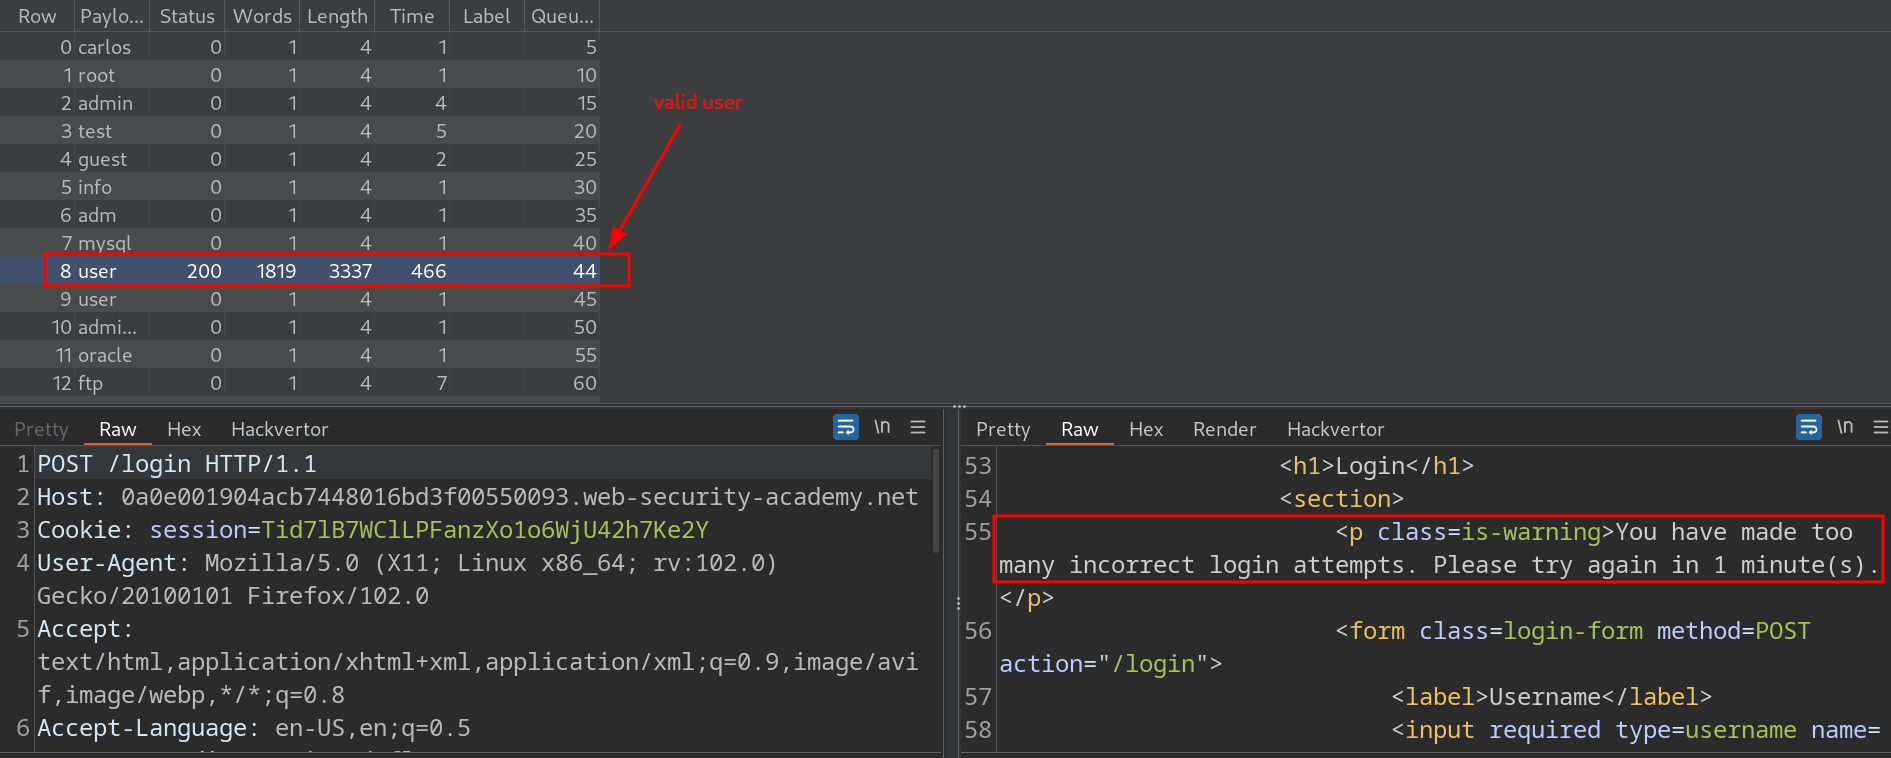 Row Paylo... Status Words Length Time Label Queu...
0 carlos 0 1 4 1 5
1 root 0 1 4 1 10
2 admin 0 1 4 4 15
valid user
3 test 0 1 4 5 20
4 guest 0 1 4 2 25
5 info 0 1 4 1 30
6 adm 0 1 4 1 35
7 mysql 0 1 4 1 40
8 user 200 1819 3337 466 44
9 user 0 1 4 1 45
10 admi... 0 1 4 1 50
11 oracle 0 1 4 1 55
12 ftp 0 1 4 7 60
Pretty Raw Hex Hackvertor \n
1 POST /login HTTP/1.1
2 Host: 0a0e001904acb7448016bd3f00550093.web-security-academy.net
3 Cookie: session=Tid7lB7WClLPFanzXo1o6WjU42h7Ke2Y
4 User-Agent: Mozilla/5.0 (X11; Linux x86_64; rv:102.0)
Gecko/20100101 Firefox/102.0
5 Accept:
text/html,application/xhtml+xml,application/xml;q=0.9,image/avi
f,image/webp,*/*;q=0.8
6 Accept-Language: en-US,en;q=0.5
Pretty Raw Hex Render Hackvertor \n
53 <h1>Login</h1>
54 <section>
55 <p class=is-warning>You have made too
many incorrect login attempts. Please try again in 1 minute(s).
</p>
56 <form class=login-form method=POST
action="/login">
57 <label>Username</label>
58 <input required type=username name=